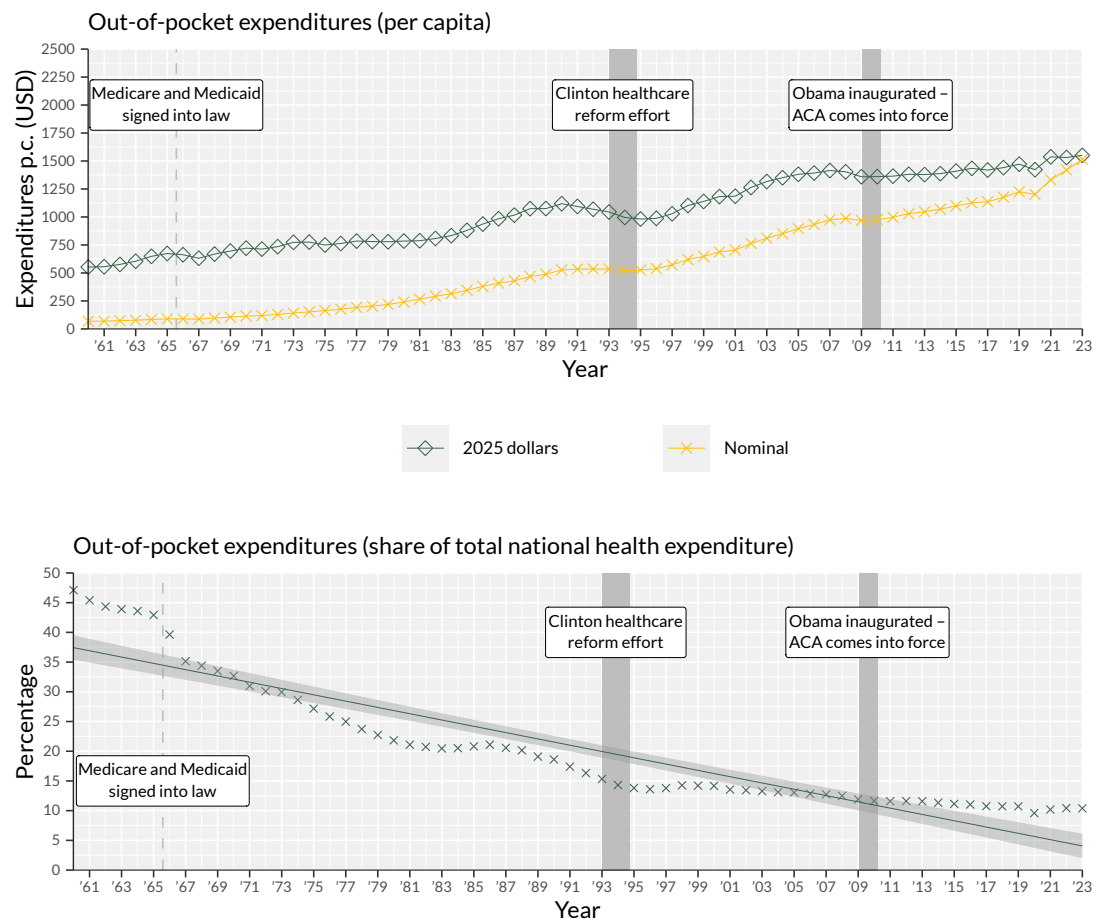 Out-of-pocket expenditures (per capita)
Expenditures p.c. (USD)
2500
2250
2000
1750
1500
1250
1000
750
500
250
0
Medicare and Medicaid
signed into law
Clinton healthcare
reform effort
Obama inaugurated –
ACA comes into force
'61 '63 '65 '67 '69 '71 '73 '75 '77 '79 '81 '83 '85 '87 '89 '91 '93 '95 '97 '99 '01 '03 '05 '07 '09 '11 '13 '15 '17 '19 '21 '23
Year
2025 dollars Nominal
Out-of-pocket expenditures (share of total national health expenditure)
Percentage
50
45
40
35
30
25
20
15
10
5
0
Clinton healthcare
reform effort
Obama inaugurated –
ACA comes into force
Medicare and Medicaid
signed into law
'61 '63 '65 '67 '69 '71 '73 '75 '77 '79 '81 '83 '85 '87 '89 '91 '93 '95 '97 '99 '01 '03 '05 '07 '09 '11 '13 '15 '17 '19 '21 '23
Year